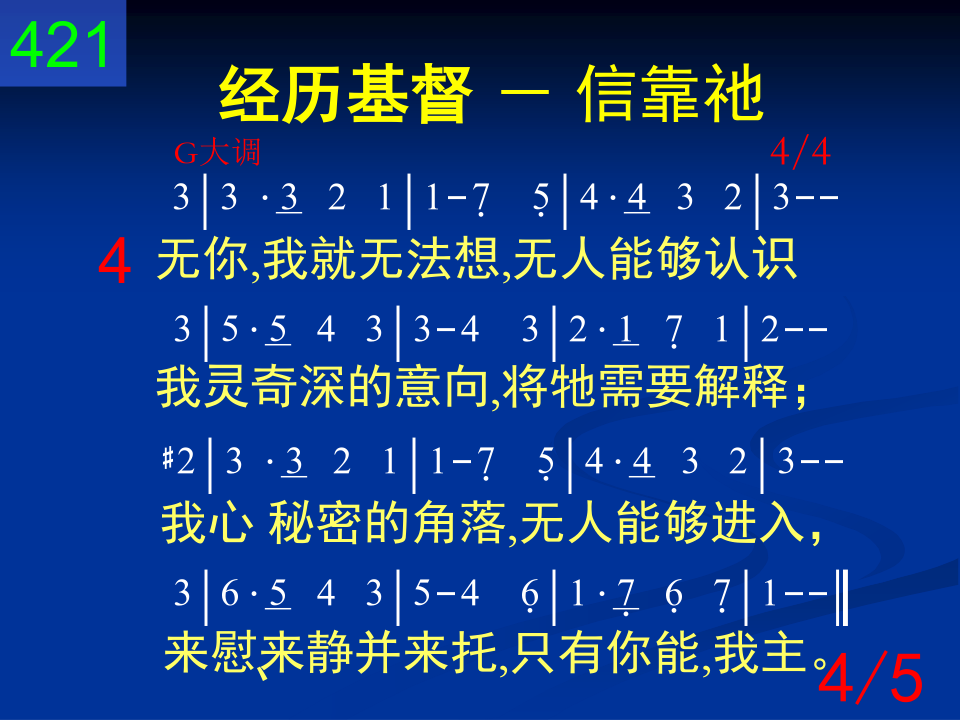 421
经历基督 － 信靠祂
G大调 4/4
3|3 ·3 2 1|1-7̣ 5̣|4·4 3 2|3--
4 无你,我就无法想,无人能够认识
3|5·5 4 3|3-4 3|2·1 7̣ 1|2--
我灵奇深的意向,将牠需要解释；
#2|3 ·3 2 1|1-7̣ 5̣|4·4 3 2|3--
我心 秘密的角落,无人能够进入，
3|6·5 4 3|5-4 6̣|1·7̣ 6̣ 7̣|1--‖
来慰、来静并来托,只有你能,我主。
4/5